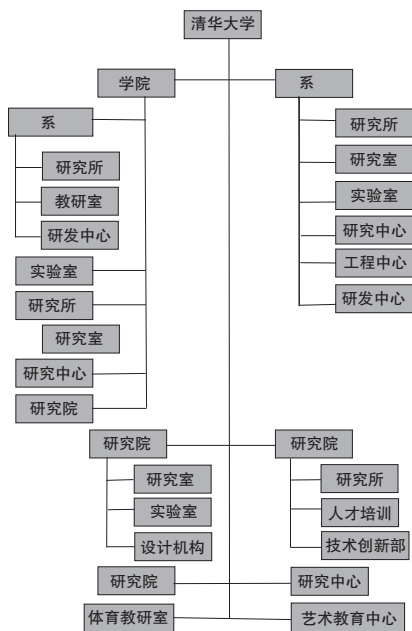 清华大学
学院
系
研究所
教研室
研发中心
实验室
研究所
研究室
研究中心
研究院
系
研究所
研究室
实验室
研究中心
工程中心
研发中心
研究院
研究室
实验室
设计机构
研究院
研究所
人才培训
技术创新部
研究院
研究中心
体育教研室
艺术教育中心